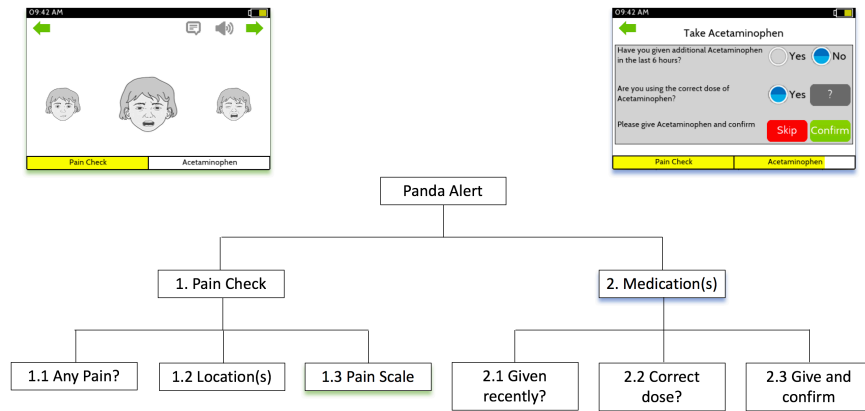 09:42 AM
Pain Check
Acetaminophen
09:42 AM
Take Acetaminophen
Have you given additional Acetaminophen
in the last 6 hours?
Yes
No
Are you using the correct dose of
Acetaminophen?
Yes
?
Please give Acetaminophen and confirm
Skip
Confirm
Pain Check
Acetaminophen
Panda Alert
1. Pain Check
2. Medication(s)
1.1 Any Pain?
1.2 Location(s)
1.3 Pain Scale
2.1 Given
recently?
2.2 Correct
dose?
2.3 Give and
confirm